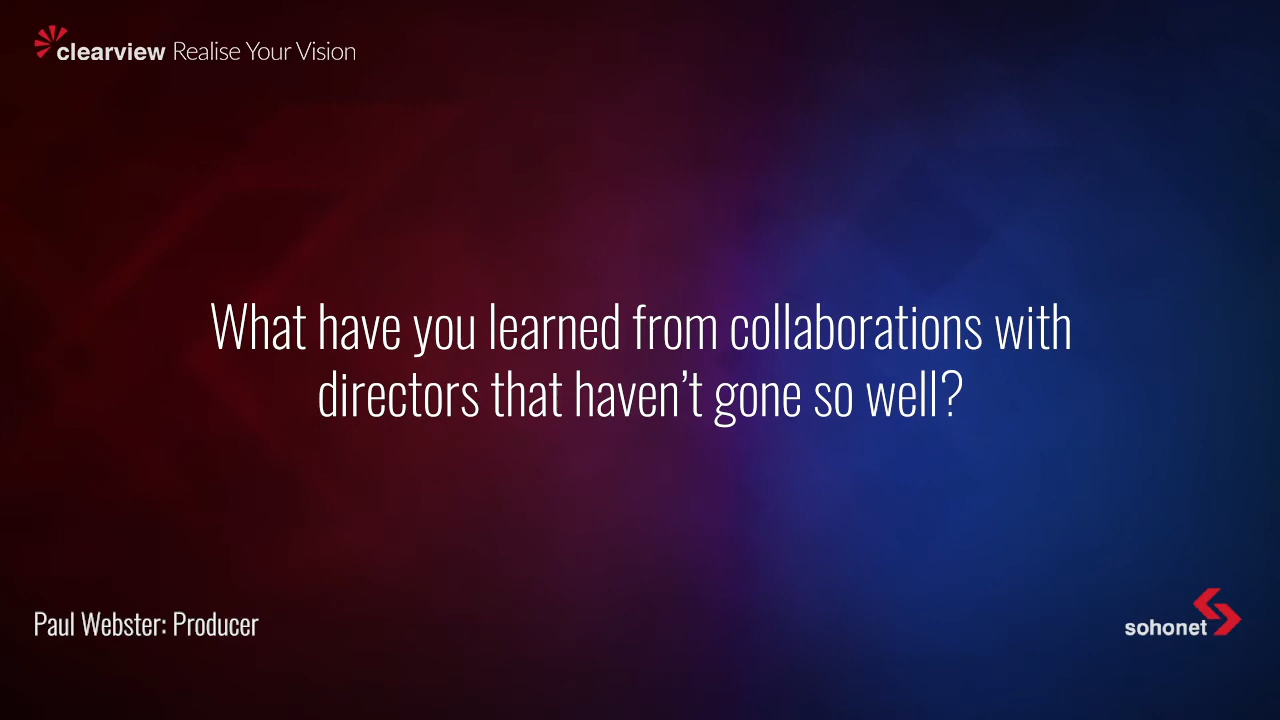 clearview Realise Your Vision
What have you learned from collaborations with
directors that haven’t gone so well?
Paul Webster: Producer
sohonet